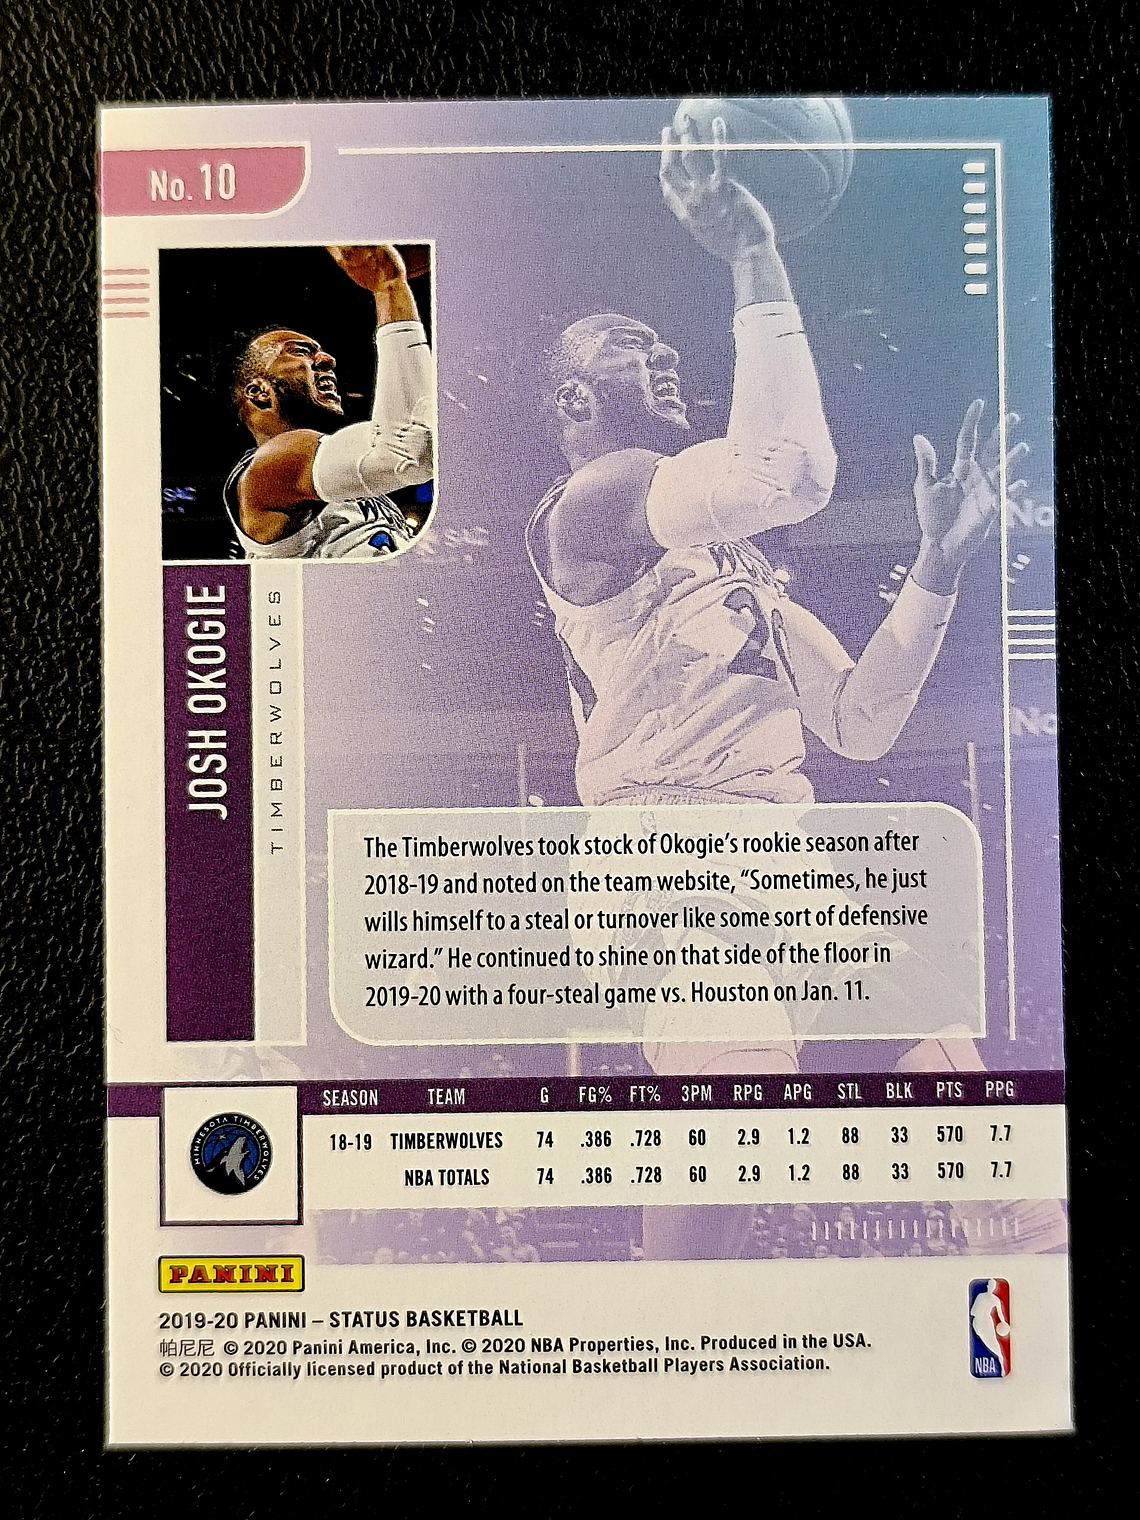 No. 10
JOSH OKOGIE
TIMBERWOLVES
The Timberwolves took stock of Okogie's rookie season after
2018-19 and noted on the team website, “Sometimes, he just
wills himself to a steal or turnover like some sort of defensive
wizard.” He continued to shine on that side of the floor in
2019-20 with a four-steal game vs. Houston on Jan. 11.
SEASON TEAM G FG% FT% 3PM RPG APG STL BLK PTS PPG
18-19 TIMBERWOLVES 74 .386 .728 60 2.9 1.2 88 33 570 7.7
NBA TOTALS 74 .386 .728 60 2.9 1.2 88 33 570 7.7
MINNESOTA TIMBERWOLVES
PANINI
2019-20 PANINI – STATUS BASKETBALL
帕尼尼 © 2020 Panini America, Inc. © 2020 NBA Properties, Inc. Produced in the USA.
© 2020 Officially licensed product of the National Basketball Players Association.
NBA